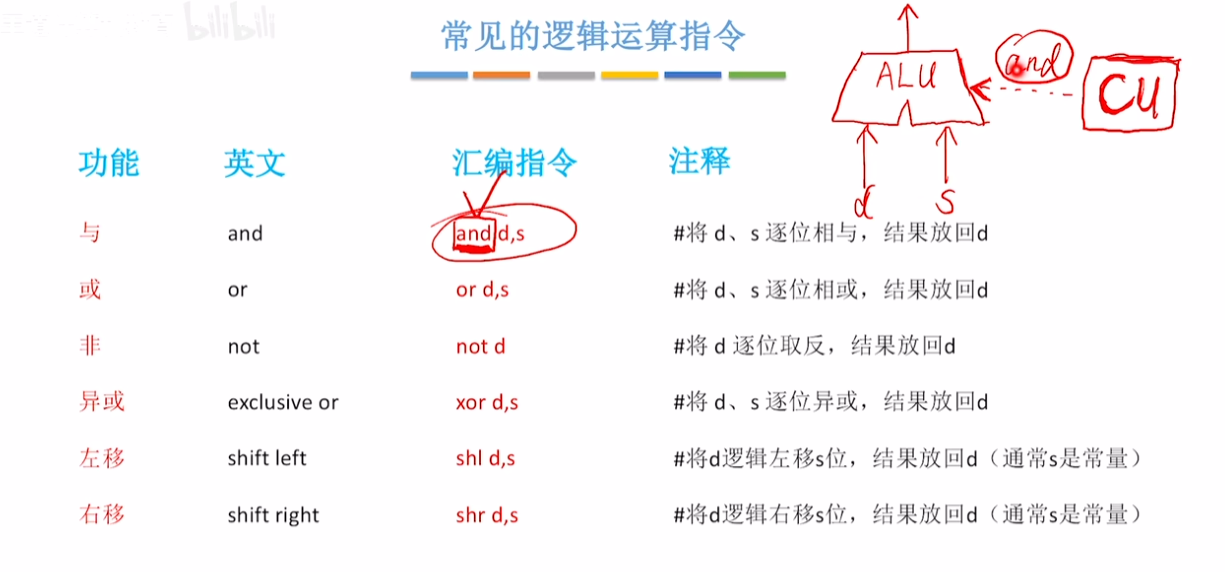 bilibili
常见的逻辑运算指令
ALU
and
CU
d
s
功能 英文 汇编指令 注释
与 and and d,s #将 d、s 逐位相与，结果放回d
或 or or d,s #将 d、s 逐位相或，结果放回d
非 not not d #将 d 逐位取反，结果放回d
异或 exclusive or xor d,s #将 d、s 逐位异或，结果放回d
左移 shift left shl d,s #将d逻辑左移s位，结果放回d（通常s是常量）
右移 shift right shr d,s #将d逻辑右移s位，结果放回d（通常s是常量）